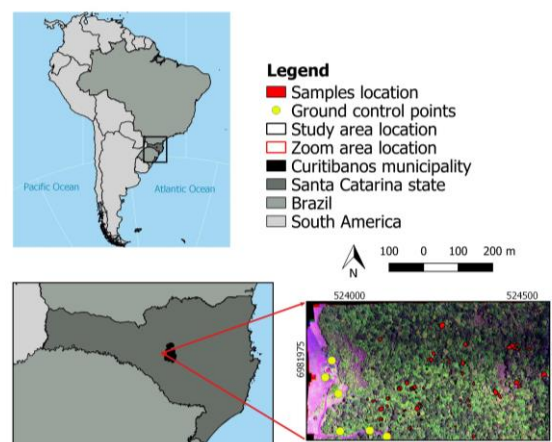 Pacific Ocean
Atlantic Ocean
Legend
Samples location
Ground control points
Study area location
Zoom area location
Curitibanos municipality
Santa Catarina state
Brazil
South America
N
100 0 100 200 m
524000 524500
6981975